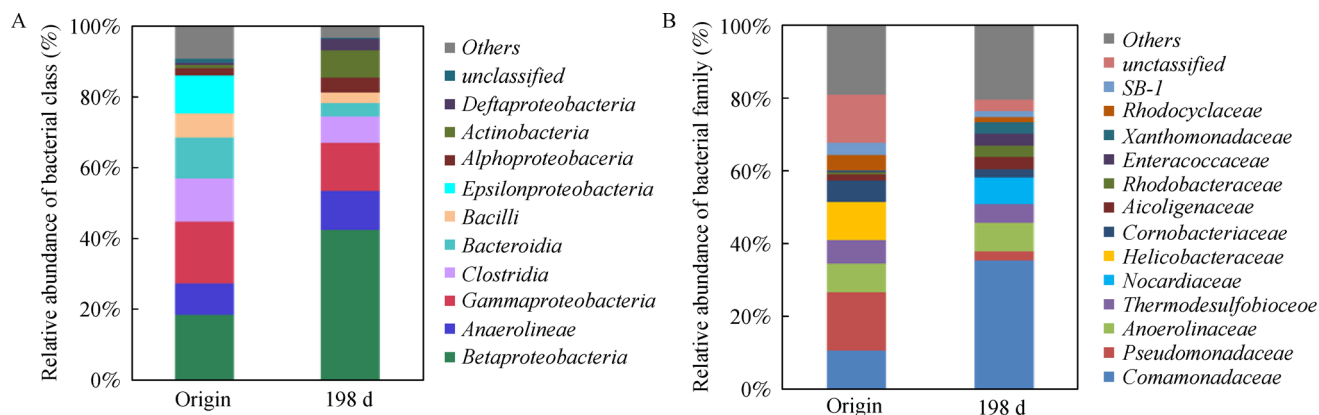 A
Relative abundance of bacterial class (%)
100%
80%
60%
40%
20%
0%
Origin
198 d
Others
unclassified
Deftaproteobacteria
Actinobacteria
Alphoproteobaceria
Epsilonproteobacteria
Bacilli
Bacteroidia
Clostridia
Gammaproteobacteria
Anaerolineae
Betaproteobacteria
B
Relative abundance of bacterial family (%)
100%
80%
60%
40%
20%
0%
Origin
198 d
Others
unctassified
SB-1
Rhodocyclaceae
Xanthomonadaceae
Enteracoccaceae
Rhodobacteraceae
Aicoligenaceae
Cornobacteriaceae
Helicobacteraceae
Nocardiaceae
Thermodesulfobioceoe
Anoerolinaceae
Pseudomonadaceae
Comamonadaceae